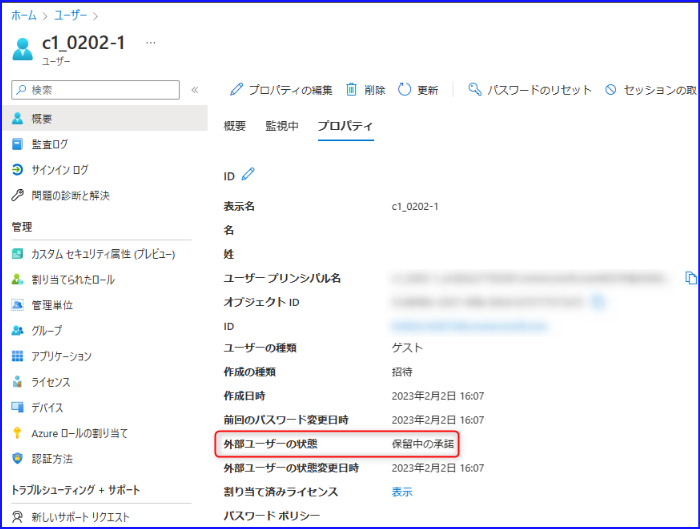 ホーム > ユーザー >
c1_0202-1 …
ユーザー
検索 «
概要
監査ログ
サインイン ログ
問題の診断と解決
管理
カスタム セキュリティ属性 (プレビュー)
割り当てられたロール
管理単位
グループ
アプリケーション
ライセンス
デバイス
Azure ロールの割り当て
認証方法
トラブルシューティング + サポート
新しいサポート リクエスト
プロパティの編集 削除 更新 パスワードのリセット セッションの取
概要 監視中 プロパティ
ID
表示名 c1_0202-1
名
姓
ユーザー プリンシパル名
オブジェクト ID
ID
ユーザーの種類 ゲスト
作成の種類 招待
作成日時 2023年2月2日 16:07
前回のパスワード変更日時 2023年2月2日 16:07
外部ユーザーの状態 保留中の承諾
外部ユーザーの状態変更日時 2023年2月2日 16:07
割り当て済みライセンス 表示
パスワード ポリシー